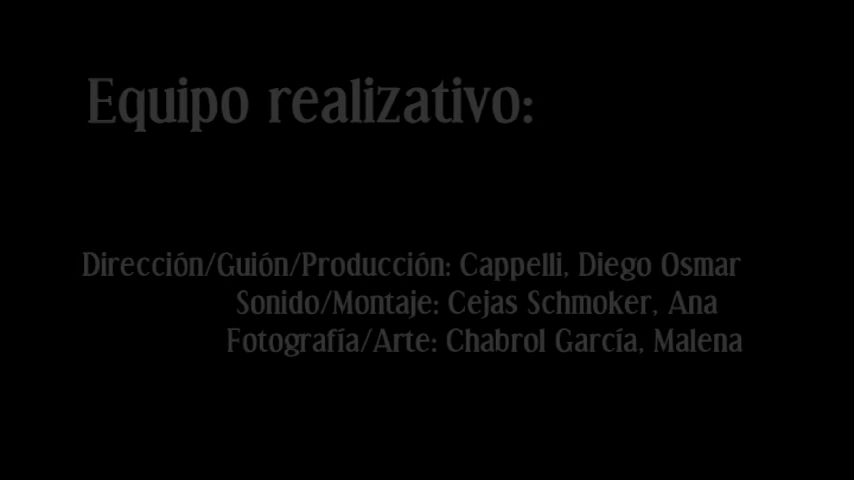 Equipo realizativo:
Dirección/Guión/Producción: Cappelli, Diego Osmar
Sonido/Montaje: Cejas Schmoker, Ana
Fotografía/Arte: Chabrol García, Malena